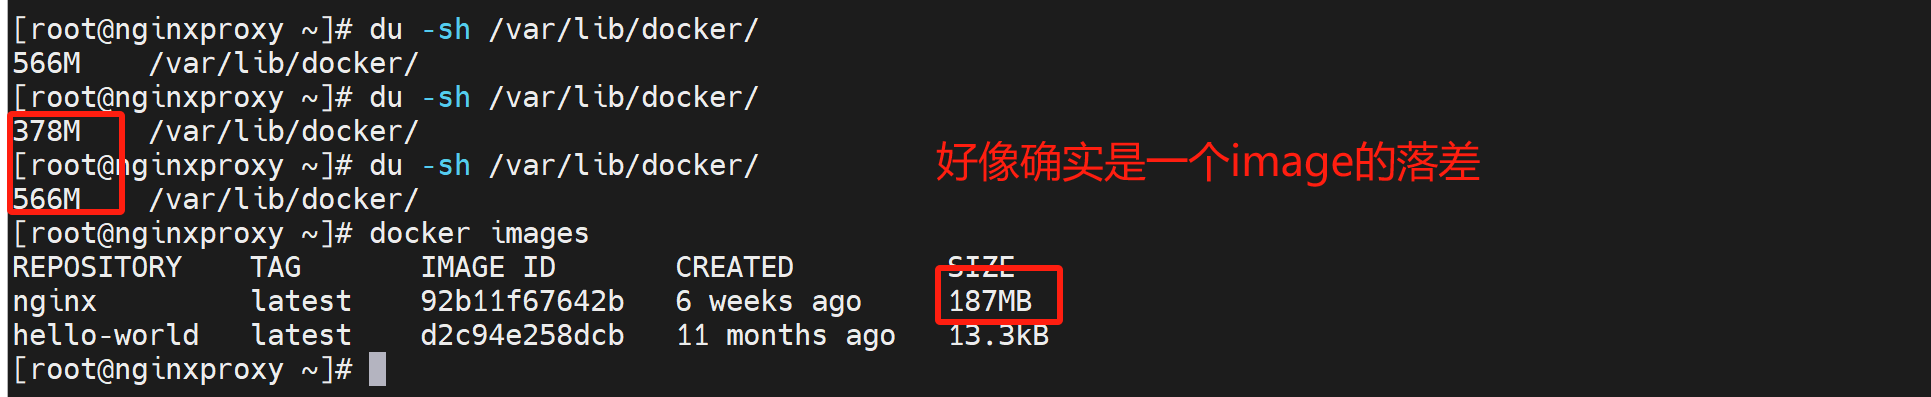 [root@nginxproxy ~]# du -sh /var/lib/docker/
566M    /var/lib/docker/
[root@nginxproxy ~]# du -sh /var/lib/docker/
378M    /var/lib/docker/
[root@nginxproxy ~]# du -sh /var/lib/docker/
好像确实是一个image的落差
566M    /var/lib/docker/
[root@nginxproxy ~]# docker images
REPOSITORY    TAG       IMAGE ID       CREATED         SIZE
nginx         latest    92b11f67642b   6 weeks ago     187MB
hello-world   latest    d2c94e258dcb   11 months ago   13.3kB
[root@nginxproxy ~]#